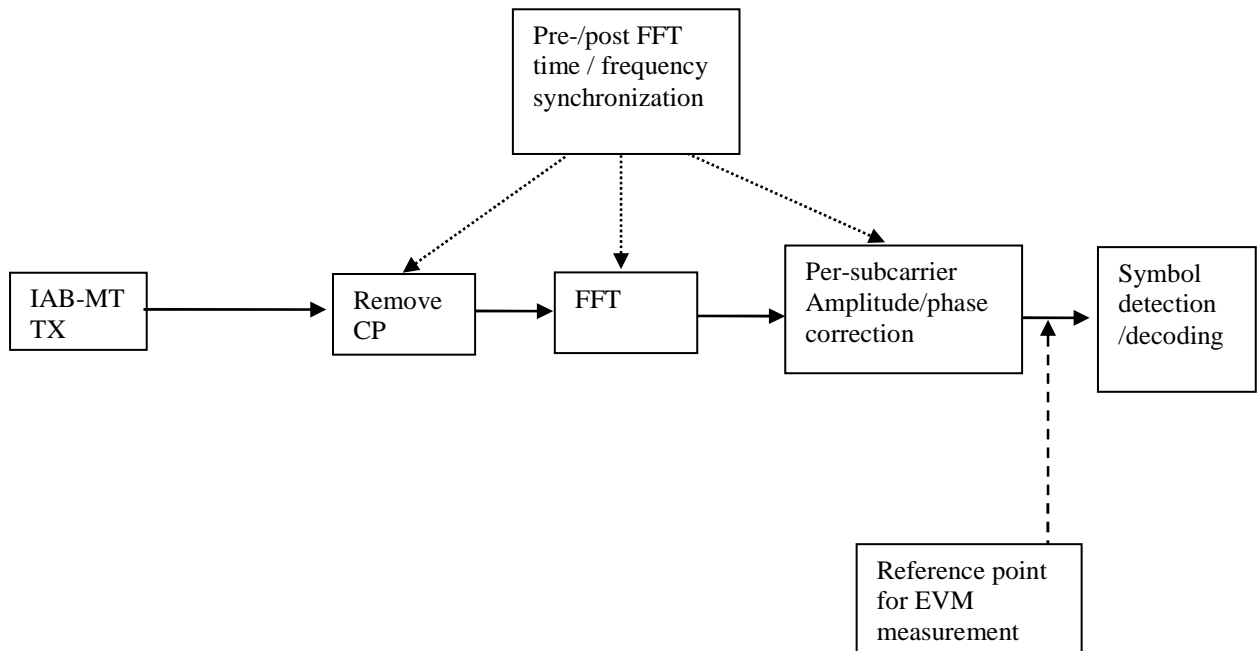 Pre-/post FFT
time / frequency
synchronization
IAB-MT
TX
Remove
CP
FFT
Per-subcarrier
Amplitude/phase
correction
Symbol
detection
/decoding
Reference point
for EVM
measurement